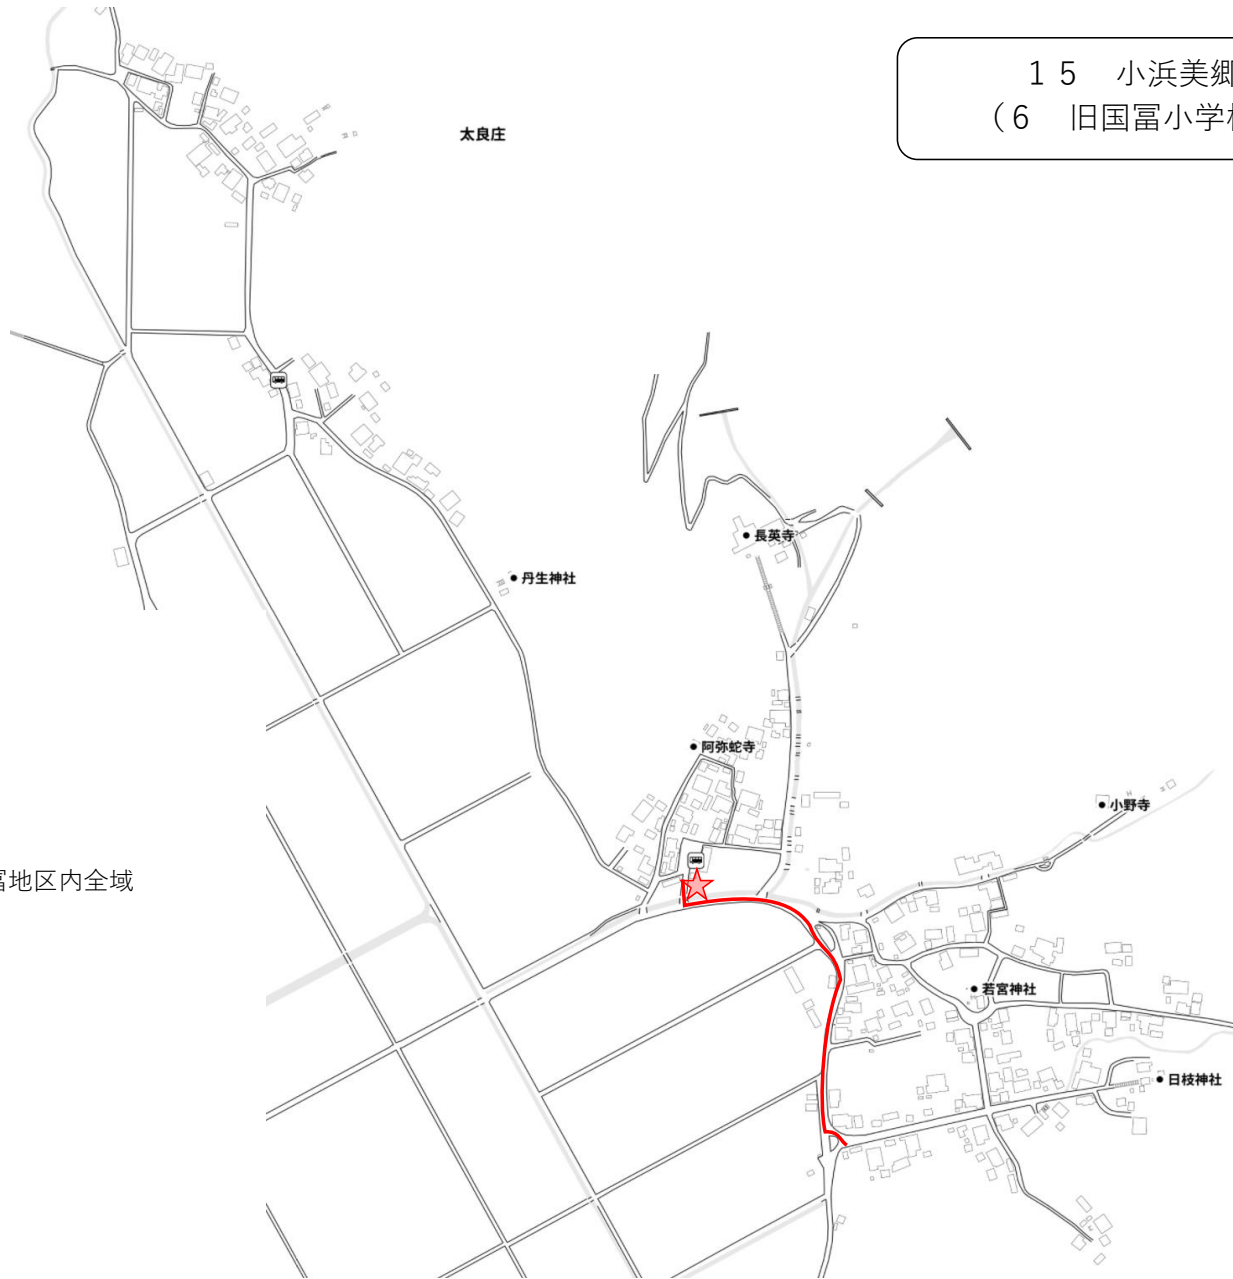 １５　小浜美郷
（６　旧国冨小学校
太良庄
長英寺
丹生神社
阿弥蛇寺
小野寺
冨地区内全域
若宮神社
日枝神社